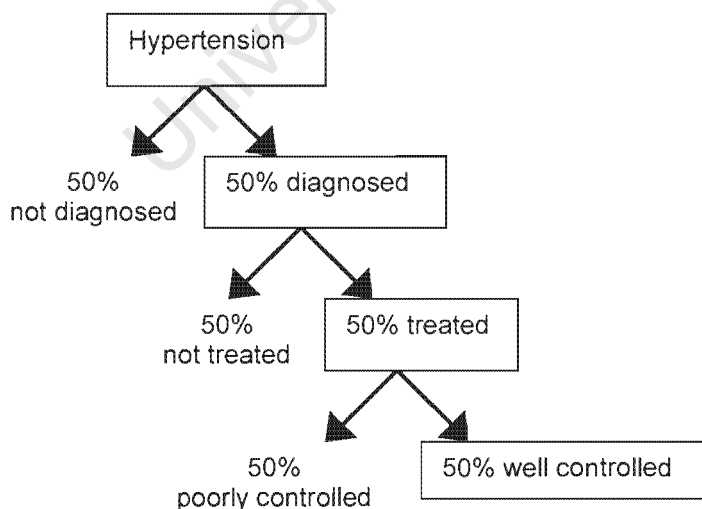 Hypertension
50%
not diagnosed
50% diagnosed
50%
not treated
50% treated
50%
poorly controlled
50% well controlled